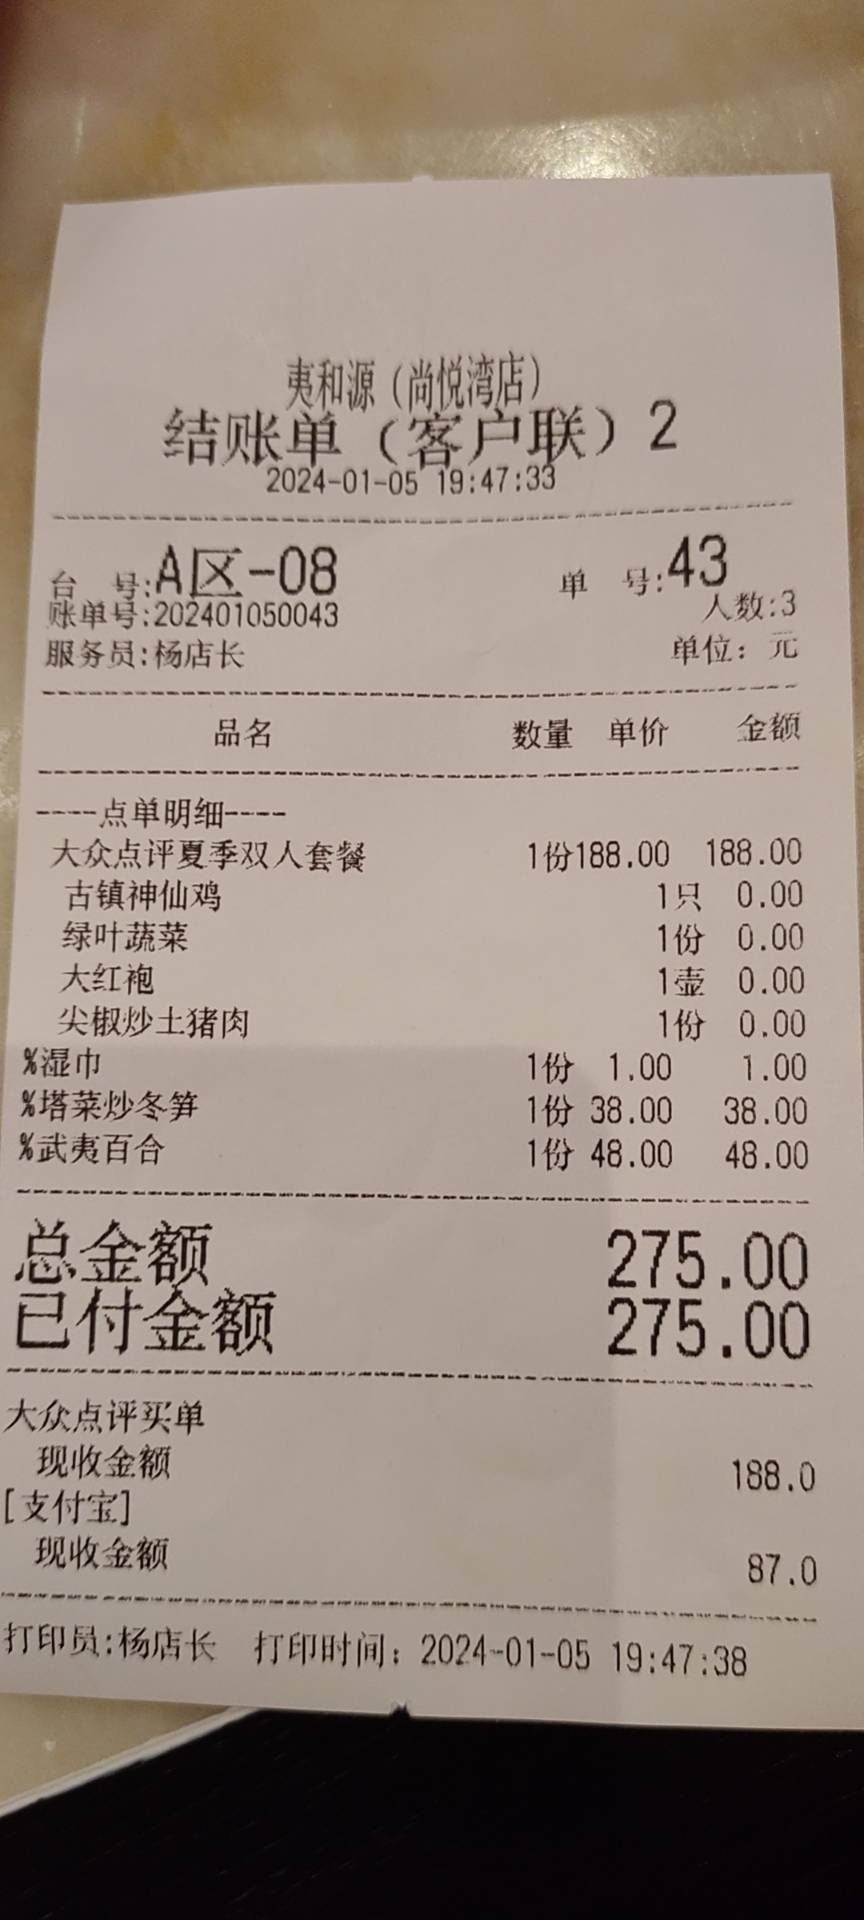 夷和源（尚悦湾店）
结账单（客户联）2
2024-01-05 19:47:33
台 号:A区-08 单 号:43
账单号:202401050043 人数:3
服务员:杨店长 单位：元
品名 数量 单价 金额
----点单明细----
大众点评夏季双人套餐 1份188.00 188.00
古镇神仙鸡 1只 0.00
绿叶蔬菜 1份 0.00
大红袍 1壶 0.00
尖椒炒土猪肉 1份 0.00
%湿巾 1份 1.00 1.00
%塔菜炒冬笋 1份 38.00 38.00
%武夷百合 1份 48.00 48.00
总金额 275.00
已付金额 275.00
大众点评买单
现收金额 188.0
[支付宝]
现收金额 87.0
打印员:杨店长 打印时间：2024-01-05 19:47:38